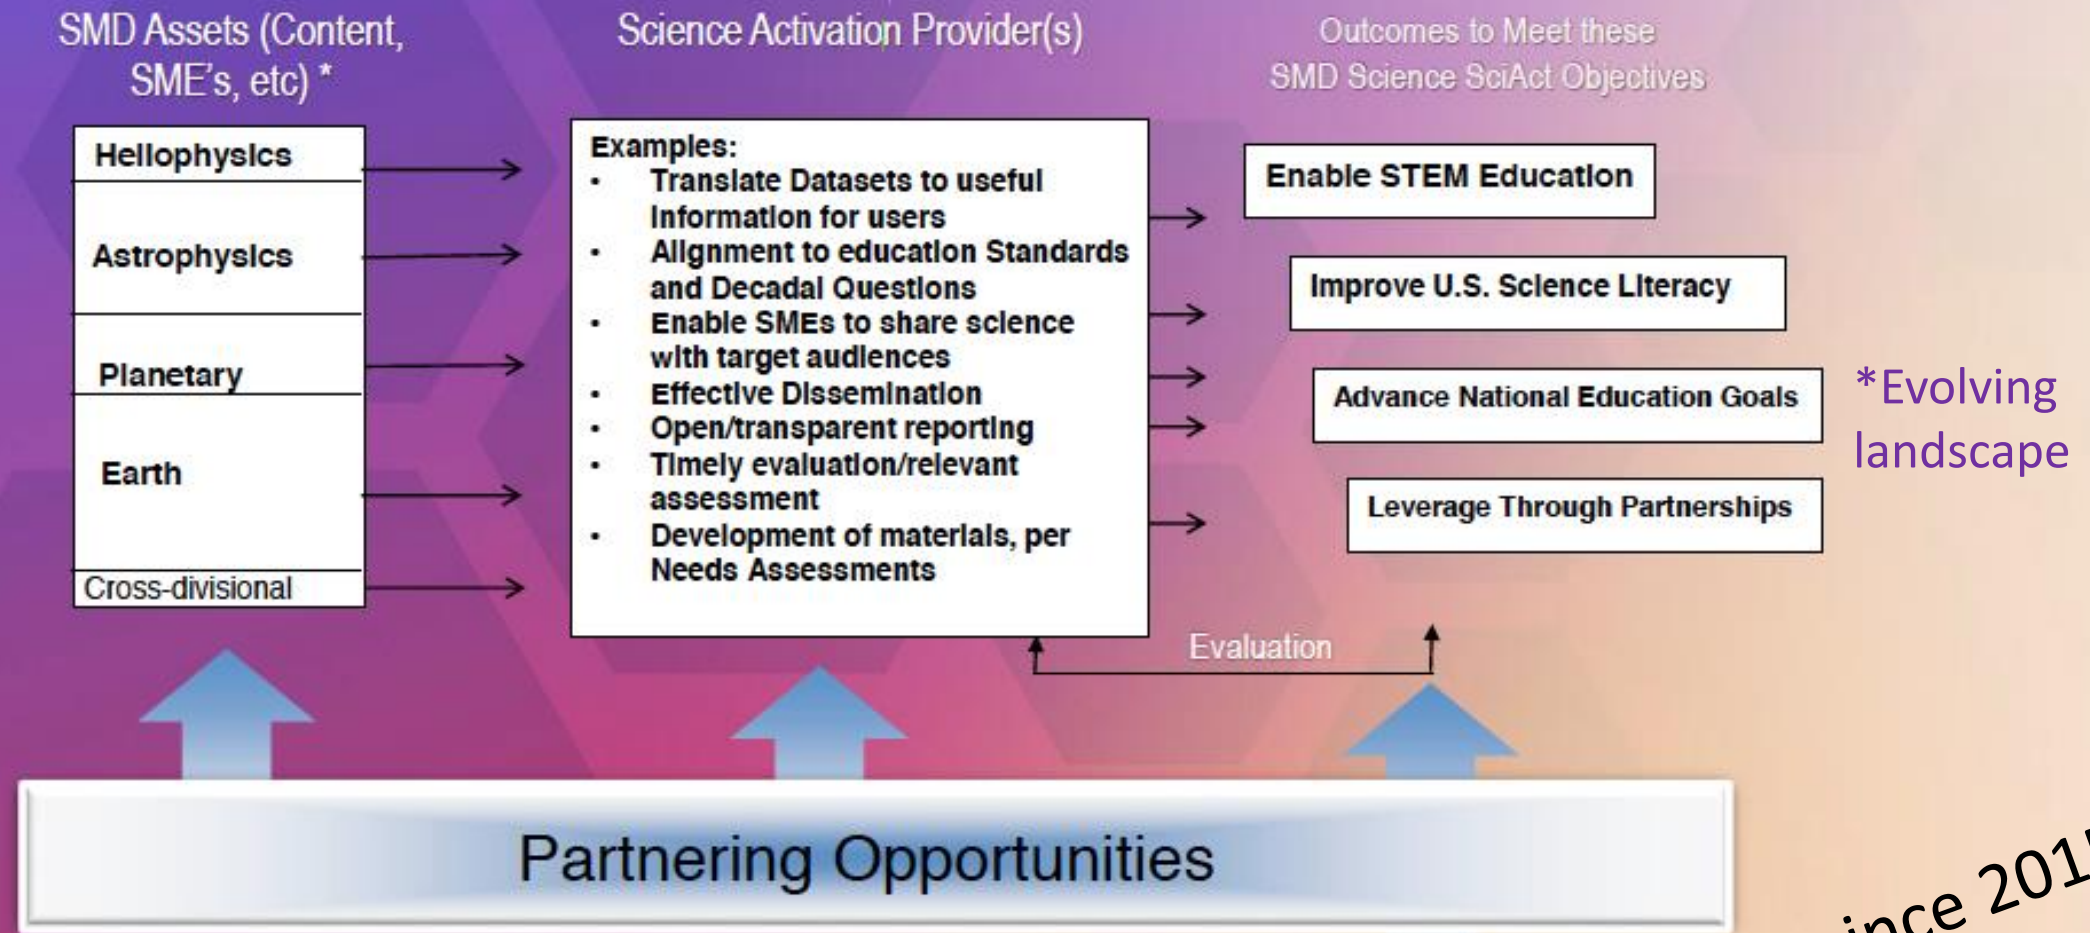 SMD Assets (Content,
SME's, etc) *
Science Activation Provider(s)
Outcomes to Meet these
SMD Science SciAct Objectives
Heliophysics
Astrophysics
Planetary
Earth
Cross-divisional
Examples:
• Translate Datasets to useful
information for users
• Alignment to education Standards
and Decadal Questions
• Enable SMEs to share science
with target audiences
• Effective Dissemination
• Open/transparent reporting
• Timely evaluation/relevant
assessment
• Development of materials, per
Needs Assessments
Enable STEM Education
Improve U.S. Science Literacy
Advance National Education Goals
Leverage Through Partnerships
*Evolving
landscape
Evaluation
Partnering Opportunities